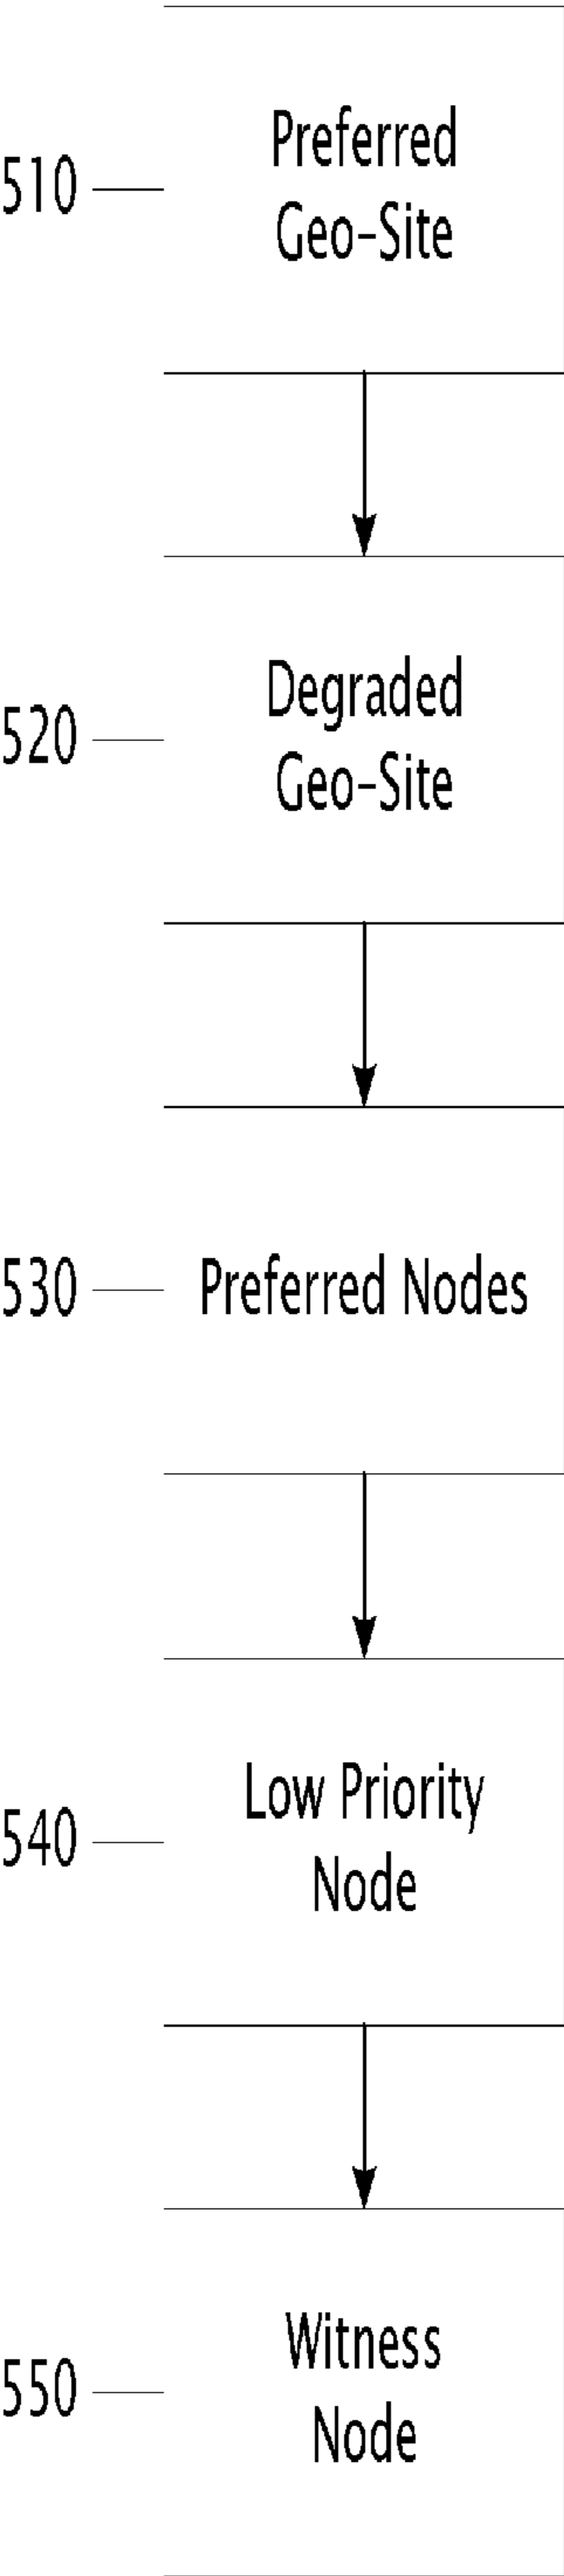 510
Preferred
Geo-Site
520
Degraded
Geo-Site
530
Preferred Nodes
540
Low Priority
Node
550
Witness
Node